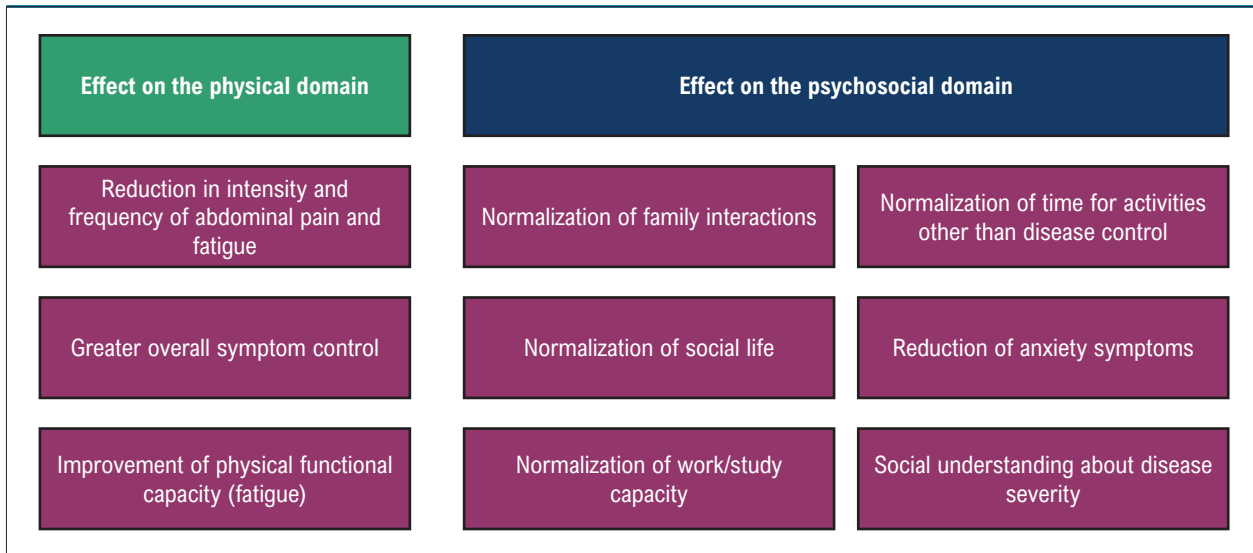 Effect on the physical domain
Effect on the psychosocial domain
Reduction in intensity and
frequency of abdominal pain and
fatigue
Normalization of family interactions
Normalization of time for activities
other than disease control
Greater overall symptom control
Normalization of social life
Reduction of anxiety symptoms
Improvement of physical functional
capacity (fatigue)
Normalization of work/study
capacity
Social understanding about disease
severity